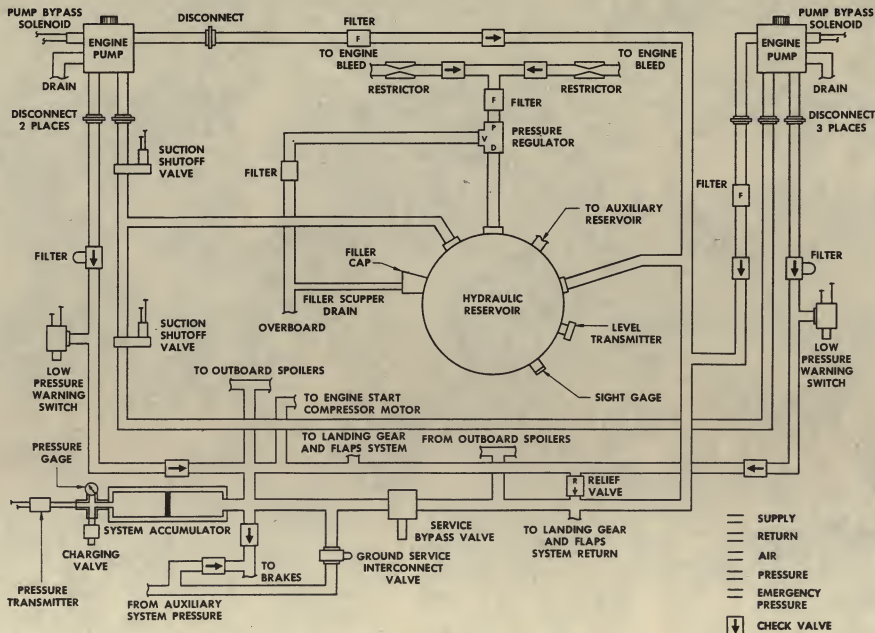 PUMP BYPASS
SOLENOID
ENGINE
PUMP
DRAIN
DISCONNECT
FILTER
F
PUMP BYPASS
SOLENOID
ENGINE
PUMP
DRAIN
TO ENGINE
BLEED
RESTRICTOR
TO ENGINE
BLEED
RESTRICTOR
F
FILTER
P
V
D
PRESSURE
REGULATOR
DISCONNECT
2 PLACES
DISCONNECT
3 PLACES
SUCTION
SHUTOFF
VALVE
FILTER
FILTER
F
TO AUXILIARY
RESERVOIR
FILTER
FILLER
CAP
FILLER SCUPPER
DRAIN
OVERBOARD
HYDRAULIC
RESERVOIR
FILTER
LEVEL
TRANSMITTER
SIGHT GAGE
LOW
PRESSURE
WARNING
SWITCH
SUCTION
SHUTOFF
VALVE
LOW
PRESSURE
WARNING
SWITCH
TO OUTBOARD SPOILERS
TO ENGINE START
COMPRESSOR MOTOR
TO LANDING GEAR
AND FLAPS SYSTEM
FROM OUTBOARD SPOILERS
PRESSURE
GAGE
R
RELIEF
VALVE
SYSTEM ACCUMULATOR
CHARGING
VALVE
PRESSURE
TRANSMITTER
SERVICE
BYPASS VALVE
TO LANDING GEAR
AND FLAPS
SYSTEM RETURN
TO
BRAKES
GROUND SERVICE
INTERCONNECT
VALVE
FROM AUXILIARY
SYSTEM PRESSURE
SUPPLY
RETURN
AIR
PRESSURE
EMERGENCY
PRESSURE
CHECK VALVE